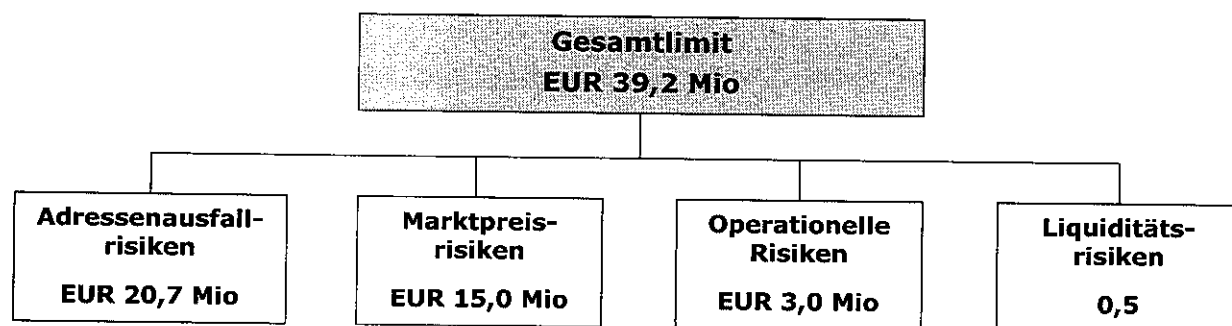 Gesamtlimit
EUR 39,2 Mio
Adressenausfall-
risiken
EUR 20,7 Mio
Marktpreis-
risiken
EUR 15,0 Mio
Operationelle
Risiken
EUR 3,0 Mio
Liquiditäts-
risiken
0,5